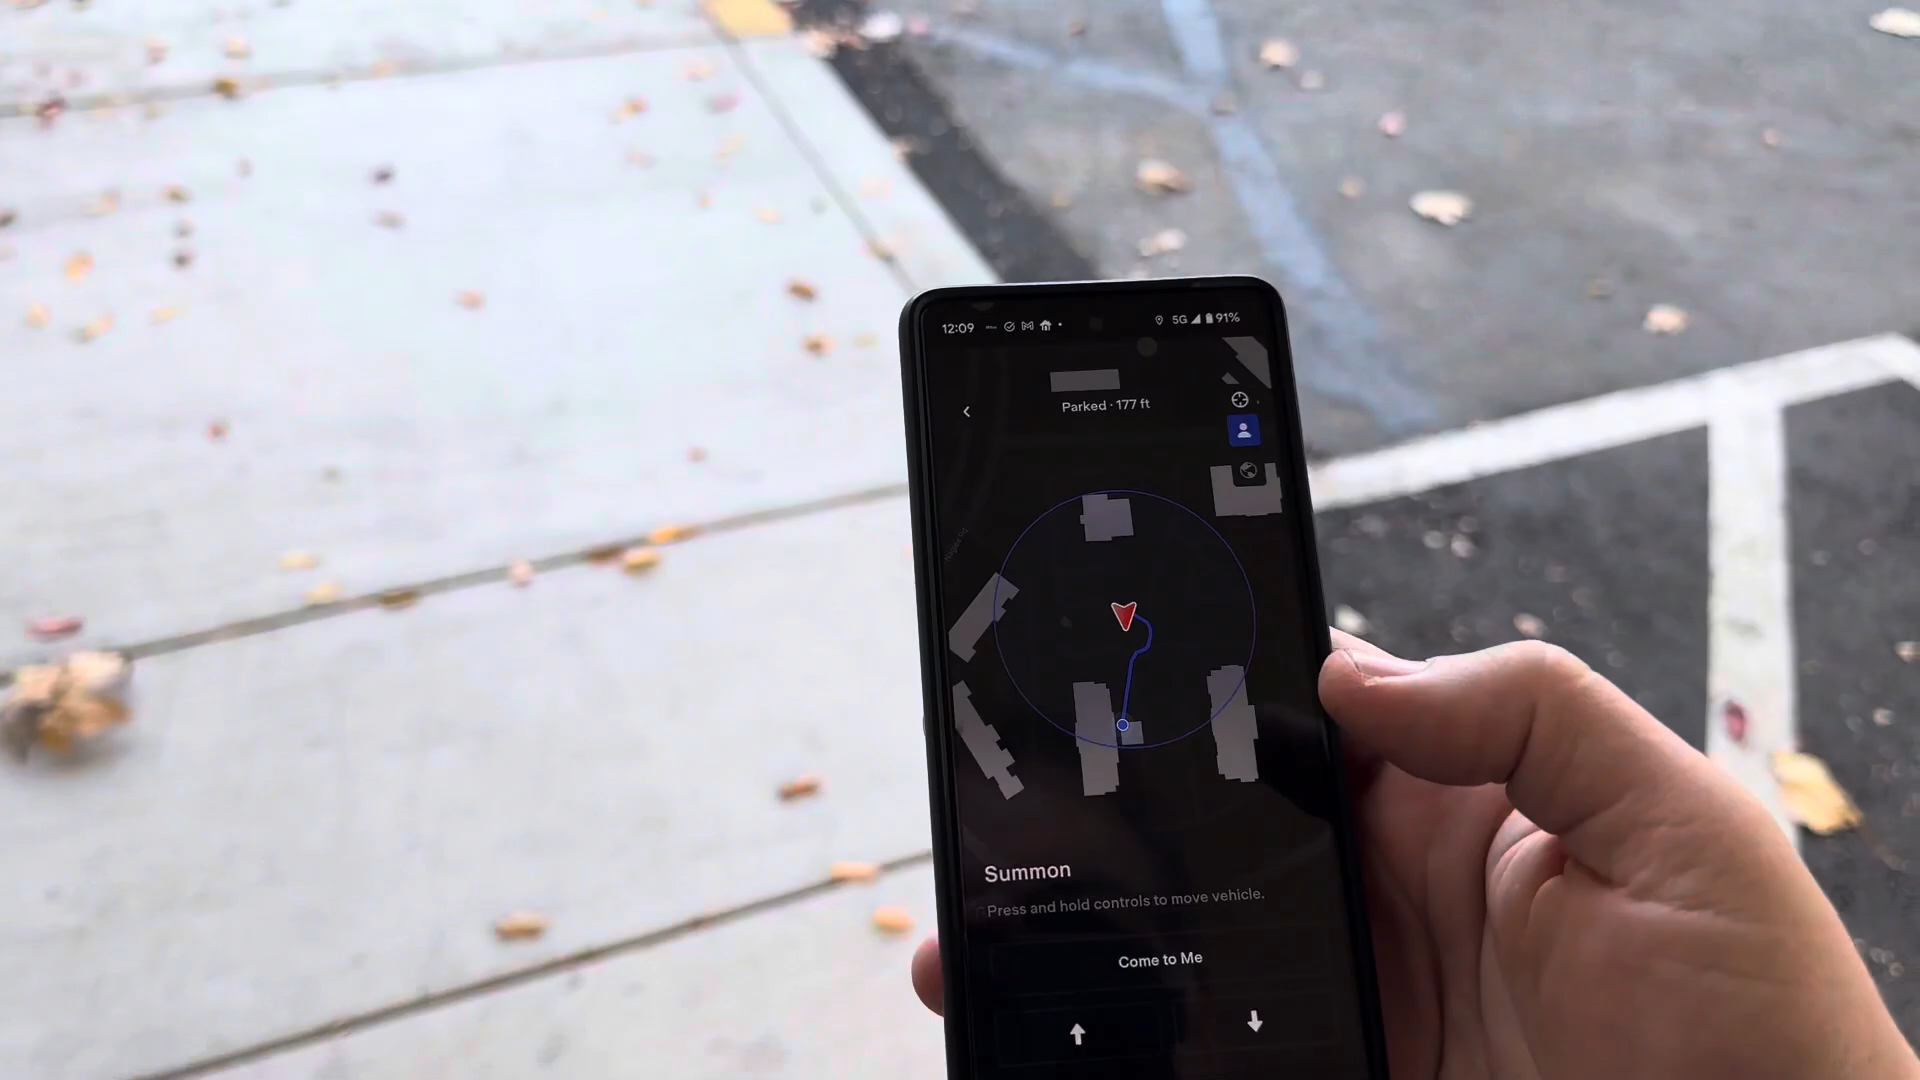 12:09 5G 91%
Parked · 177 ft
Summon
Press and hold controls to move vehicle.
Come to Me